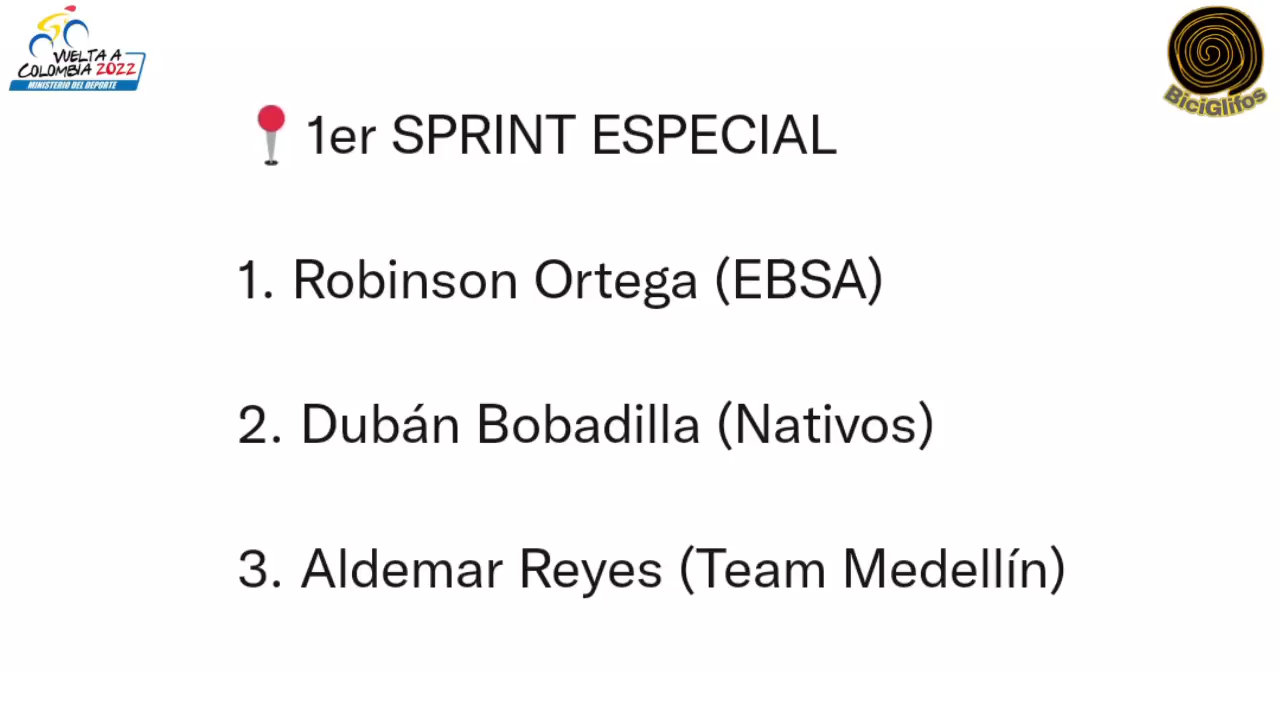 VUELTA A
COLOMBIA 2022
MINISTERIO DEL DEPORTE
BiciGlifos
📍 1er SPRINT ESPECIAL
1. Robinson Ortega (EBSA)
2. Dubán Bobadilla (Nativos)
3. Aldemar Reyes (Team Medellín)